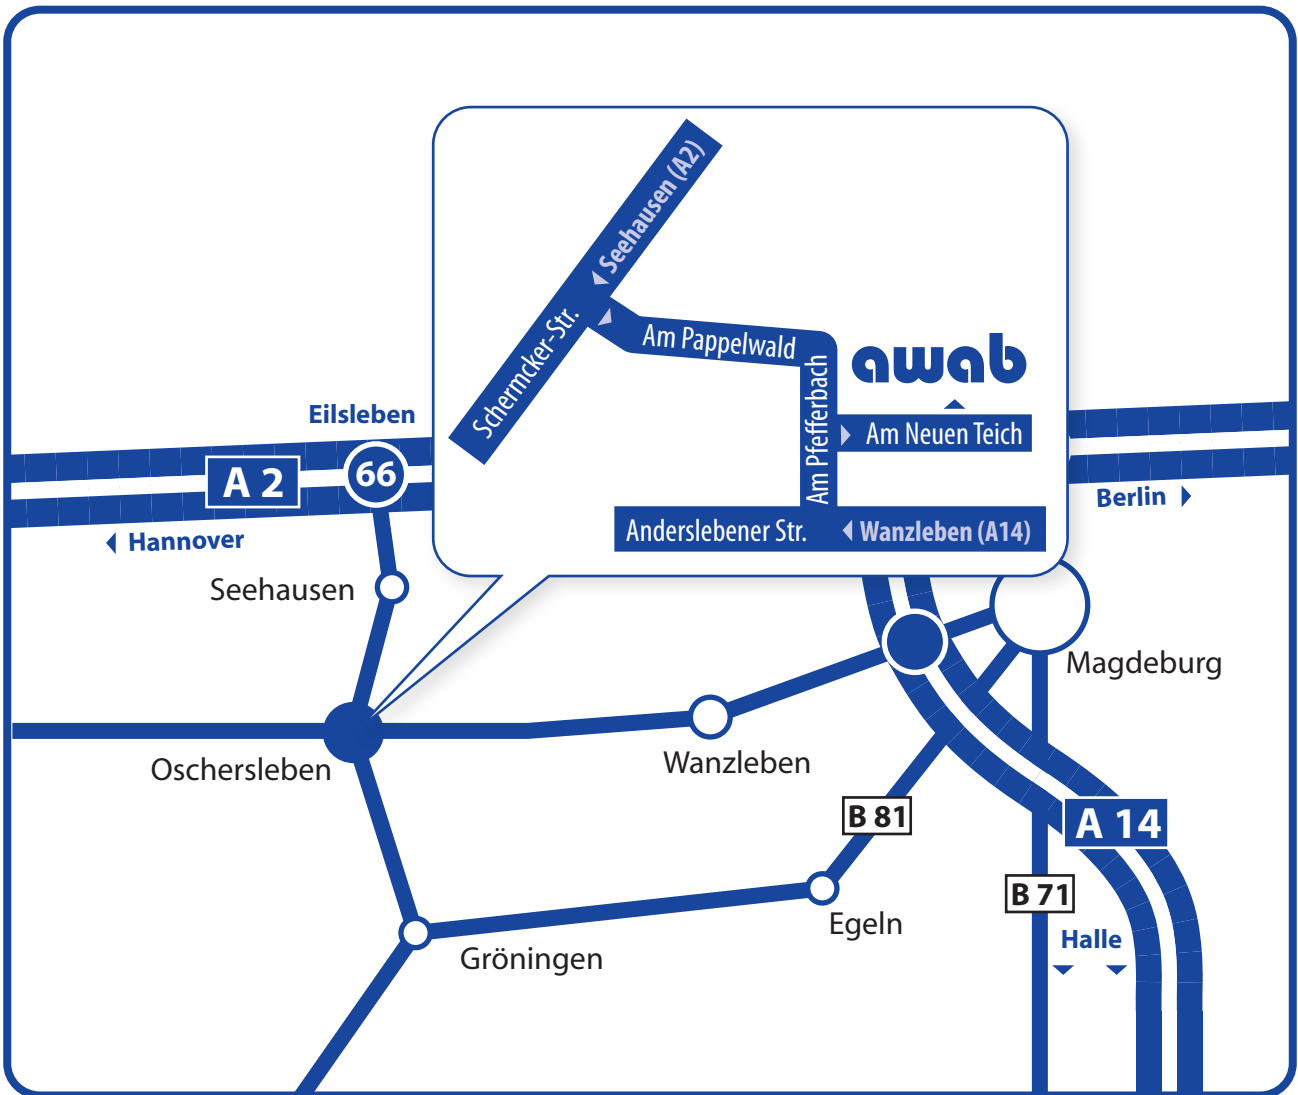 Seehausen (A2)
Schermcker-Str.
Am Pappelwald
Am Pfefferbach
awab
Am Neuen Teich
Anderslebener Str.
Wanzleben (A14)
Eilsleben
A 2
66
Hannover
Berlin
Seehausen
Magdeburg
Oschersleben
Wanzleben
B 81
A 14
B 71
Egeln
Halle
Gröningen